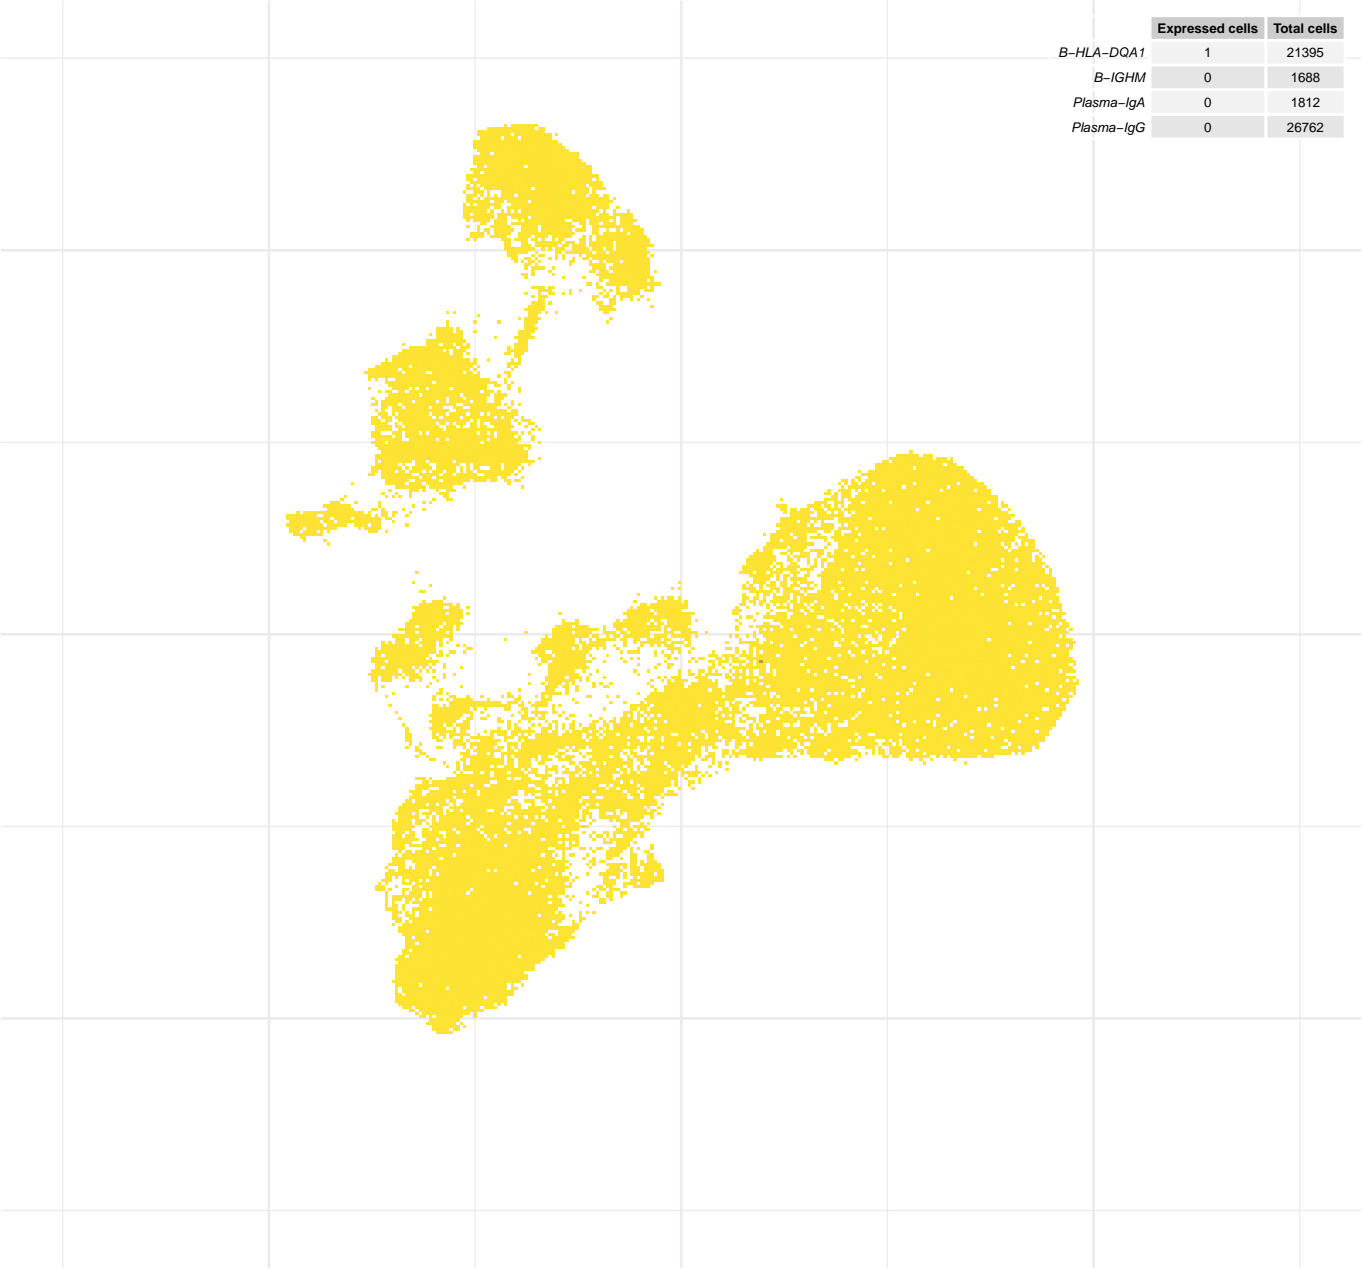 Expressed cells Total cells
B−HLA−DQA1 1 21395
B−IGHM 0 1688
Plasma−IgA 0 1812
Plasma−IgG 0 26762